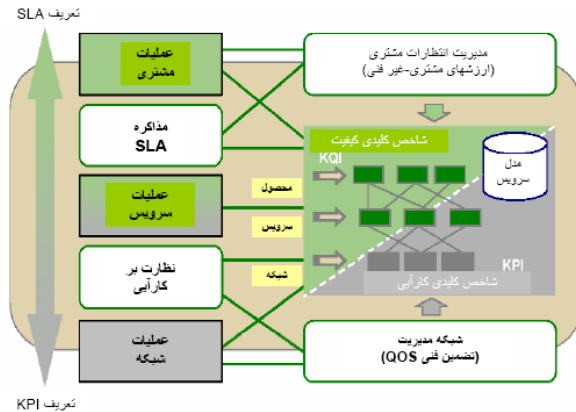 تعریف SLA
عملیات
مشتری
مذاکره
SLA
عملیات
سرویس
نظارت بر
کارآیی
عملیات
شبکه
تعریف KPI
مدیریت انتظارات مشتری
(ارزشهای مشتری-غیر فنی)
شاخص کلیدی کیفیت
KQI
مدل
سرویس
محصول
سرویس
شبکه
KPI
شاخص کلیدی کارآیی
شبکه مدیریت
(تضمین فنی QOS)